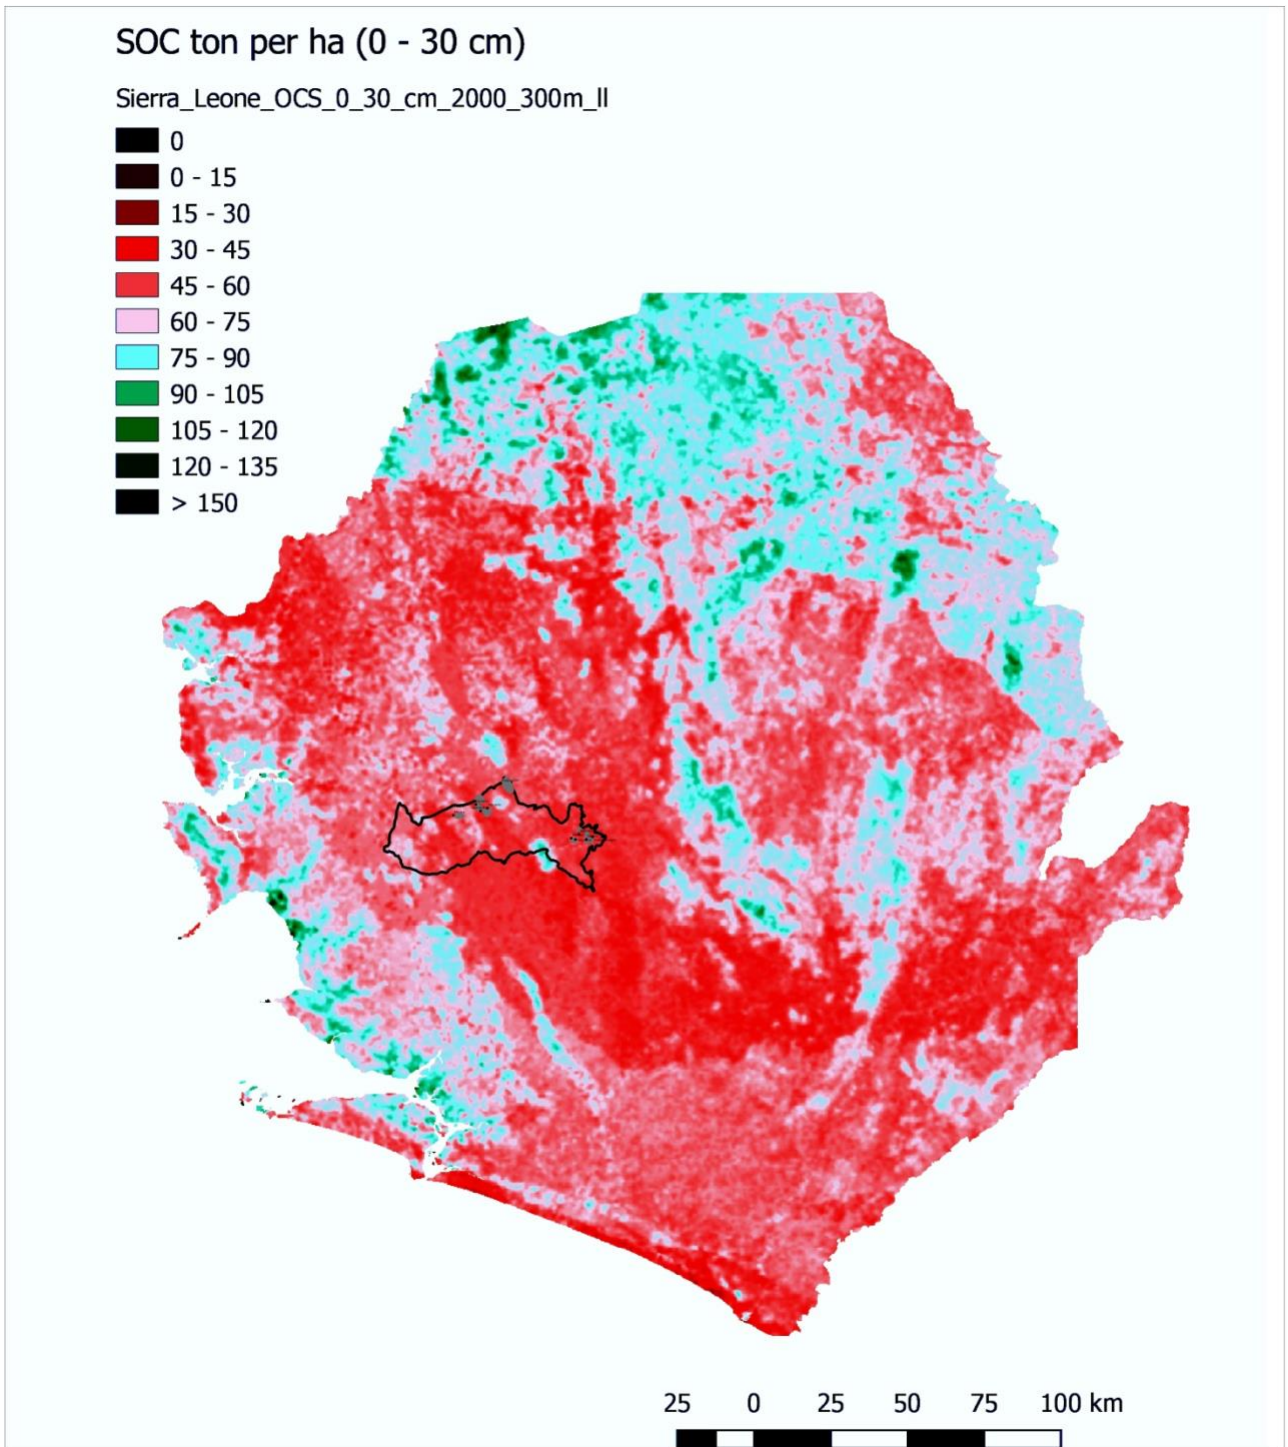 SOC ton per ha (0 - 30 cm)
Sierra_Leone_OCS_0_30_cm_2000_300m_ll
0
0 - 15
15 - 30
30 - 45
45 - 60
60 - 75
75 - 90
90 - 105
105 - 120
120 - 135
> 150
25 0 25 50 75 100 km